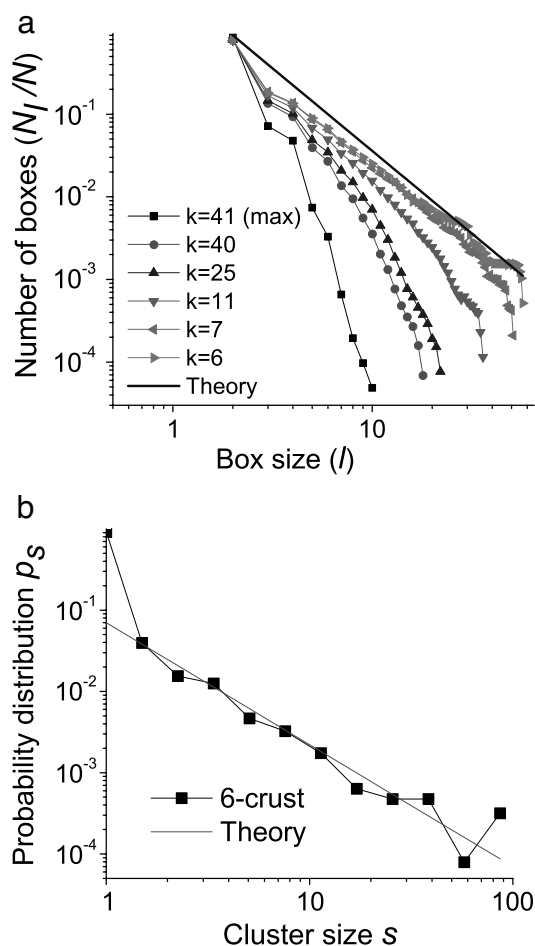 a
Number of boxes (N_l/N)
10^-1
10^-2
10^-3
10^-4
k=41 (max)
k=40
k=25
k=11
k=7
k=6
Theory
1 10
Box size (l)
b
Probability distribution p_s
10^-1
10^-2
10^-3
10^-4
6-crust
Theory
1 10 100
Cluster size s